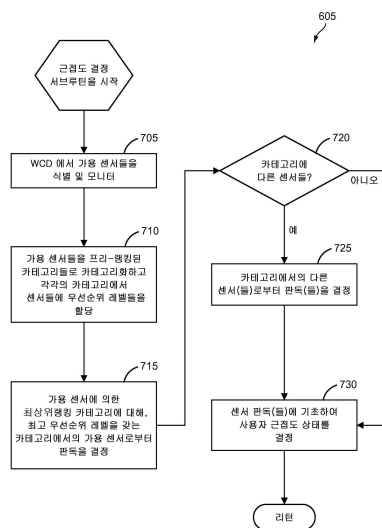 605
근접도 결정
서브루틴을 시작
705
WCD 에서 가용 센서들을
식별 및 모니터
710
가용 센서들을 프리-랭킹된
카테고리들로 카테고리화하고
각각의 카테고리에서
센서들에 우선순위 레벨들을
할당
715
가용 센서에 의한
최상위랭킹 카테고리에 대해,
최고 우선순위 레벨을 갖는
카테고리에서의 가용 센서로부터
판독을 결정
720
카테고리에
다른 센서들?
아니오
예
725
카테고리에서의 다른
센서(들)로부터 판독(들)을 결정
730
센서 판독(들)에 기초하여
사용자 근접도 상태를
결정
리턴